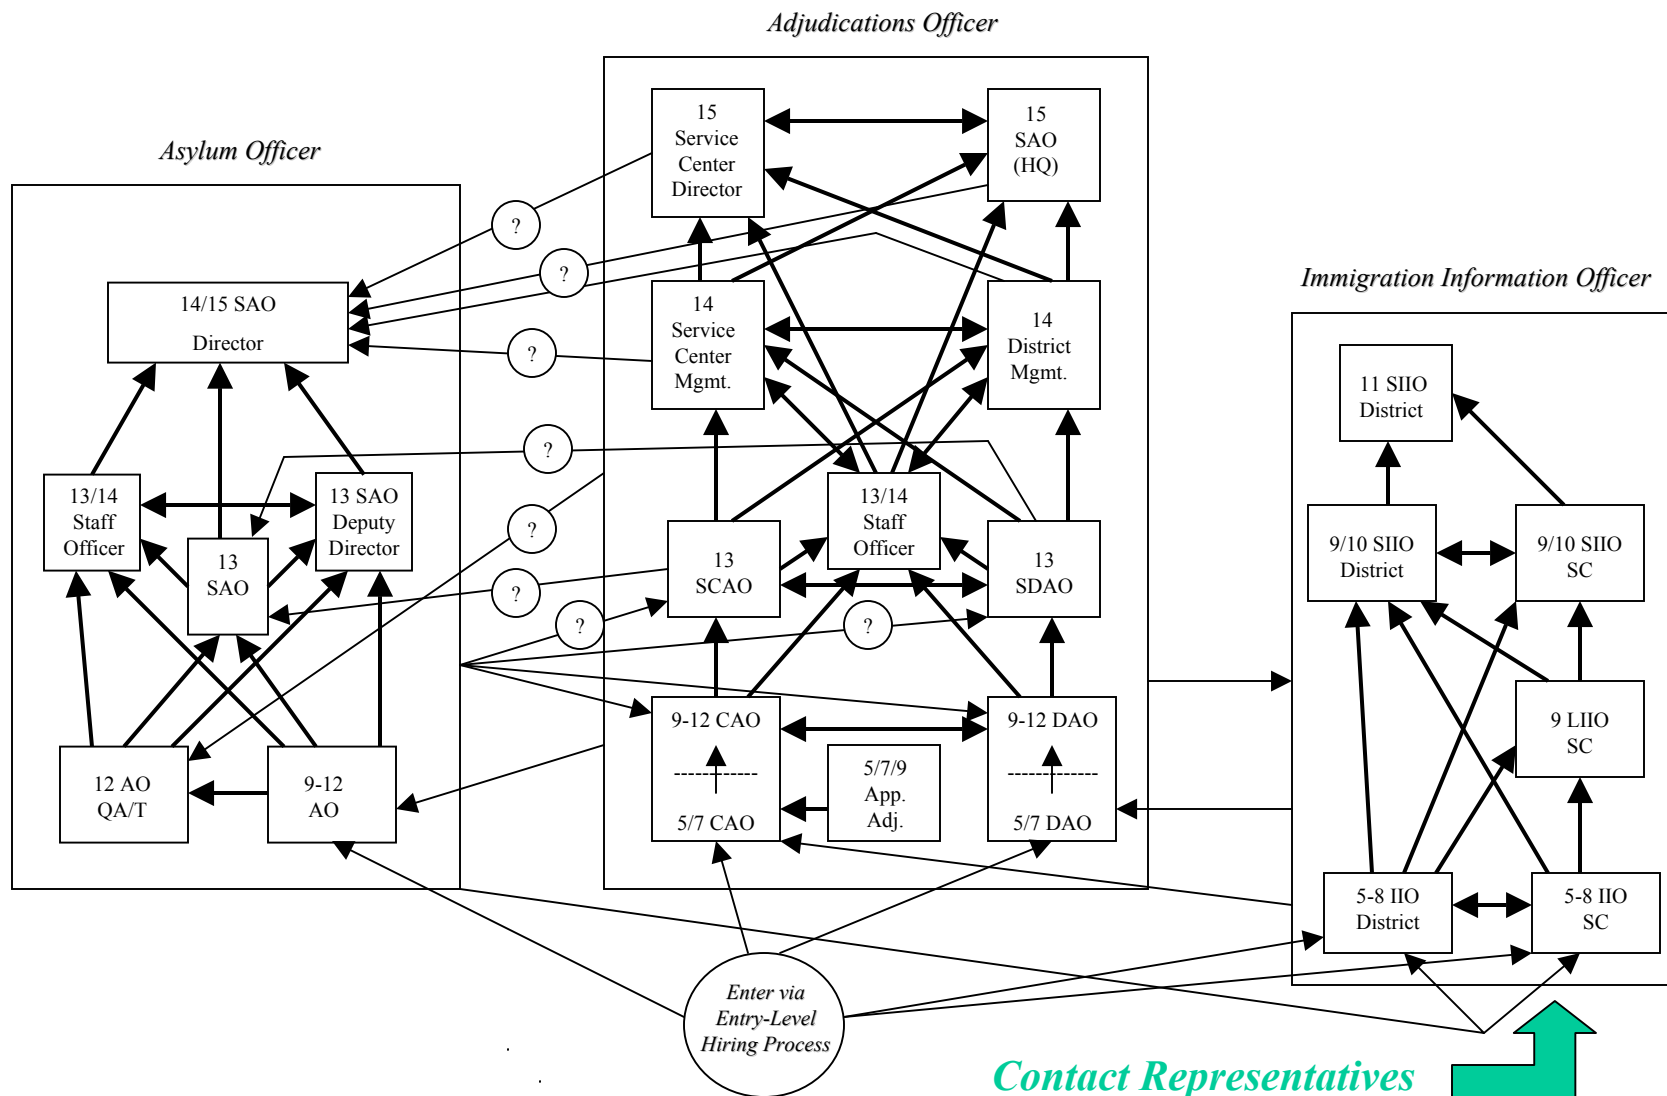 Adjudications Officer
Asylum Officer
Immigration Information Officer
14/15 SAO
Director
13/14
Staff
Officer
13
SAO
13 SAO
Deputy
Director
12 AO
QA/T
9-12
AO
?
?
?
?
?
?
?
?
15
Service
Center
Director
15
SAO
(HQ)
14
Service
Center
Mgmt.
14
District
Mgmt.
13/14
Staff
Officer
13
SCAO
13
SDAO
9-12 CAO
-----------
5/7 CAO
5/7/9
App.
Adj.
9-12 DAO
-----------
5/7 DAO
11 SIIO
District
9/10 SIIO
District
9/10 SIIO
SC
9 LIIO
SC
5-8 IIO
District
5-8 IIO
SC
Enter via
Entry-Level
Hiring Process
Contact Representatives